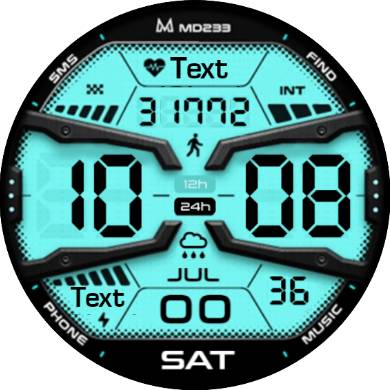 MD233
SMS
FIND
Text
INT
31772
12h
10 08
24h
JUL
Text
36
00
PHONE
MUSIC
SAT